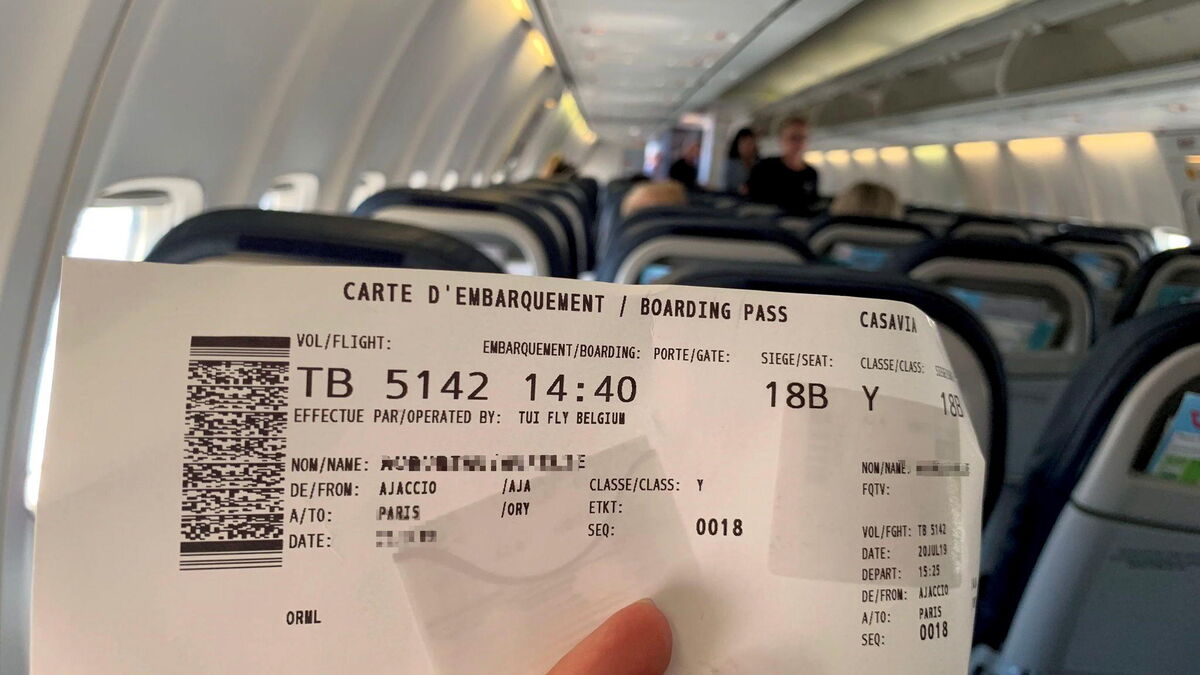 CARTE D'EMBARQUEMENT / BOARDING PASS
CASAVIA
VOL/FLIGHT: EMBARQUEMENT/BOARDING: PORTE/GATE: SIEGE/SEAT: CLASSE/CLASS:
TB 5142 14:40 18B Y 18B
EFFECTUE PAR/OPERATED BY: TUI FLY BELGIUM
NOM/NAME:
DE/FROM: AJACCIO /AJA CLASSE/CLASS: Y
A/TO: PARIS /ORY ETKT:
DATE: SEQ: 0018
ORML
NOM/NAME:
FQTV:
VOL/FGHT: TB 5142
DATE: 20JUL19
DEPART: 15:25
DE/FROM: AJACCIO
A/TO: PARIS
SEQ: 0018